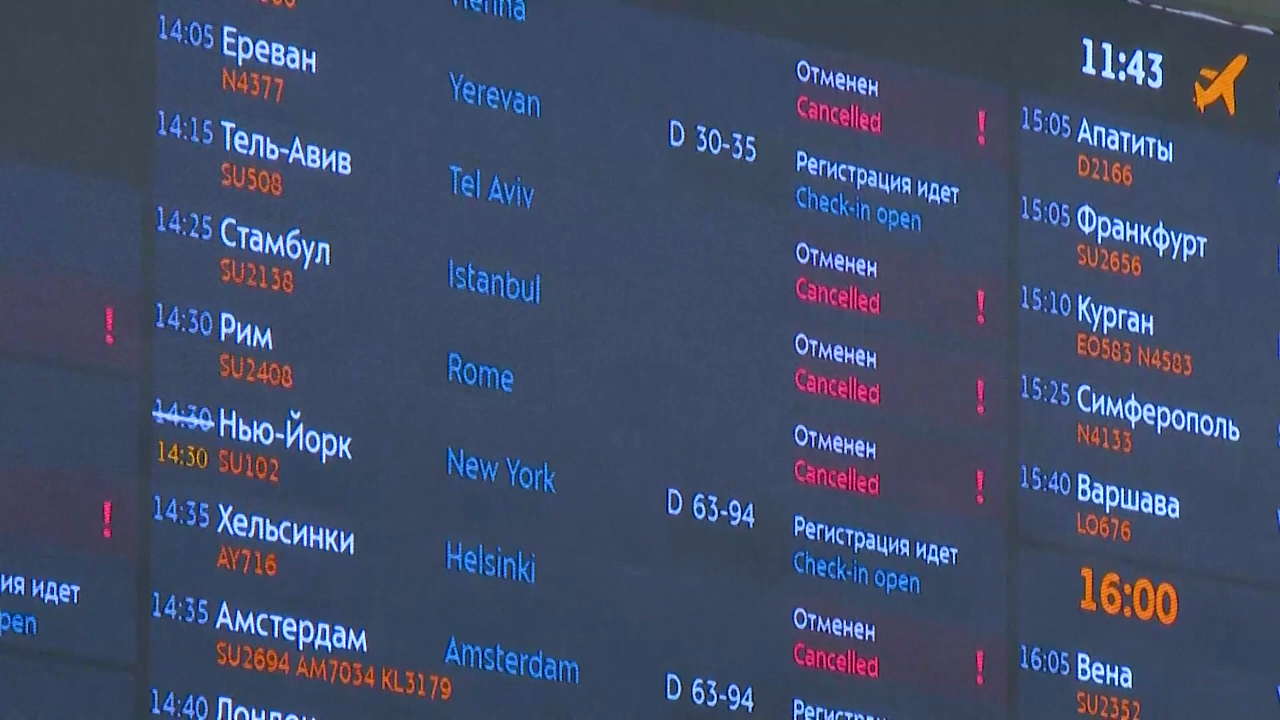 Vienna
14:05 Ереван Yerevan Отменен
N4377 Cancelled !
14:15 Тель-Авив Tel Aviv D 30-35 Регистрация идет
SU508 Check-in open
14:25 Стамбул Istanbul Отменен
SU2138 Cancelled !
14:30 Рим Rome Отменен
SU2408 Cancelled !
14:30 Нью-Йорк New York Отменен
14:30 SU102 Cancelled !
14:35 Хельсинки Helsinki D 63-94 Регистрация идет
AY716 Check-in open
14:35 Амстердам Amsterdam Отменен
SU2694 AM7034 KL3179 Cancelled !
14:40 D 63-94
!
!
идет
11:43
15:05 Апатиты
D2166
15:05 Франкфурт
SU2656
15:10 Курган
EO583 N4583
15:25 Симферополь
N4133
15:40 Варшава
LO676
16:00
16:05 Вена
SU2352